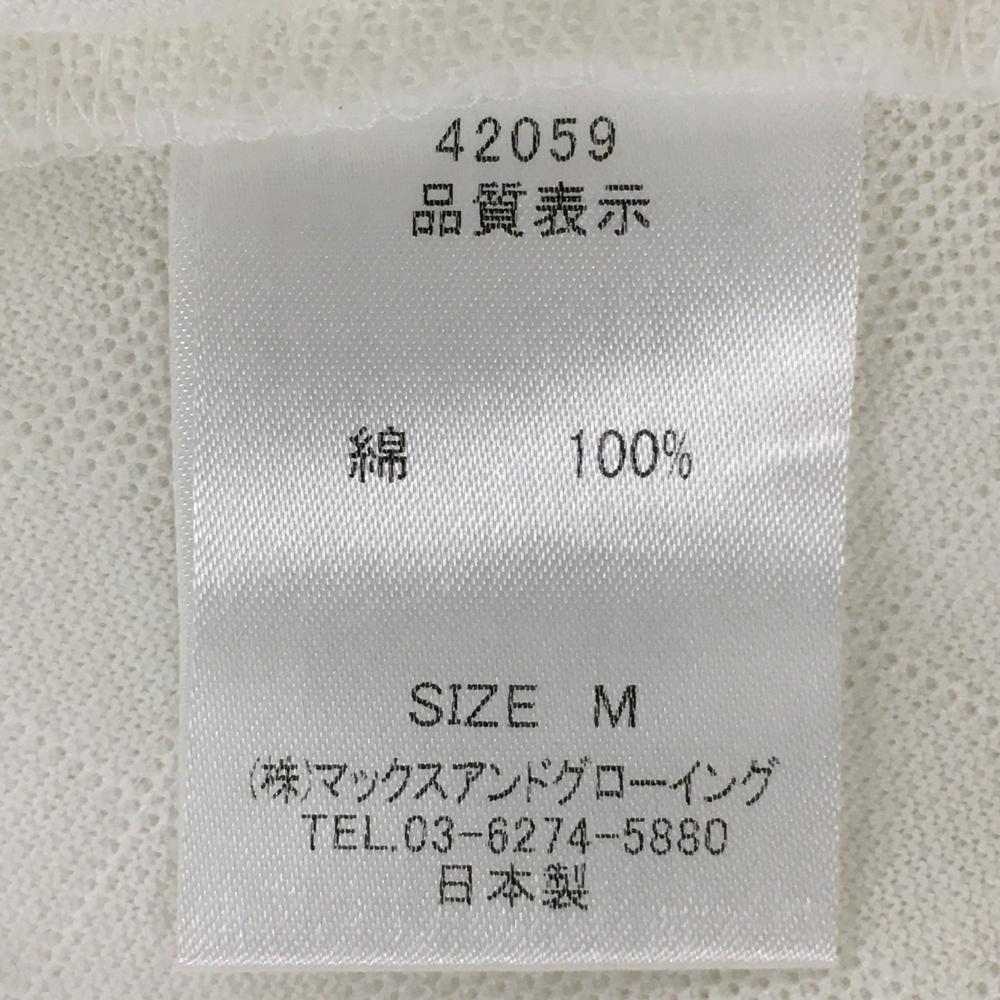 42059
品質表示
綿 100%
SIZE M
(株)マックスアンドグローイング
TEL.03-6274-5880
日本製